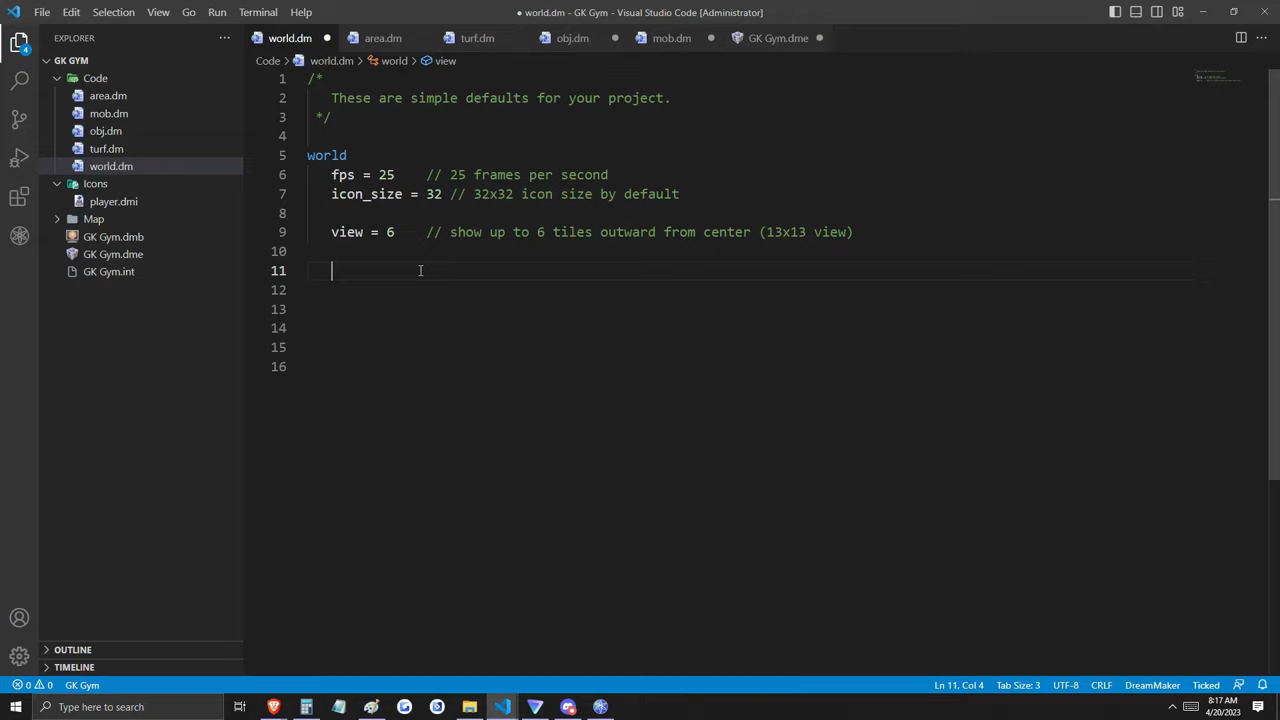 File Edit Selection View Go Run Terminal Help
● world.dm - GK Gym - Visual Studio Code [Administrator]
EXPLORER
GK GYM
Code
area.dm
mob.dm
obj.dm
turf.dm
world.dm
Icons
player.dmi
Map
GK Gym.dmb
GK Gym.dme
GK Gym.int
OUTLINE
TIMELINE
4
world.dm area.dm turf.dm obj.dm mob.dm GK Gym.dme
Code > world.dm > world > view
1 /*
2 These are simple defaults for your project.
3 */
4
5 world
6 fps = 25 // 25 frames per second
7 icon_size = 32 // 32x32 icon size by default
8
9 view = 6 // show up to 6 tiles outward from center (13x13 view)
10
11
12
13
14
15
16
0 0 GK Gym Ln 11, Col 4 Tab Size: 3 UTF-8 CRLF DreamMaker Ticked
Type here to search
8:17 AM
4/20/2023